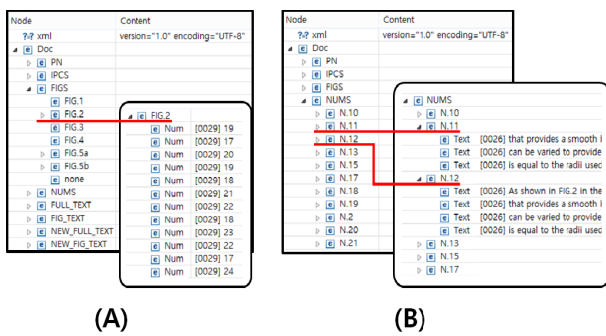 Node Content
?=? xml version="1.0" encoding="UTF-8"
e Doc
e PN
e IPCS
e FIGS
e FIG.1
e FIG.2
e FIG.3
e FIG.4
e FIG.5a
e FIG.5b
e none
e NUMS
e FULL_TEXT
e FIG_TEXT
e NEW_FULL_TEXT
e NEW_FIG_TEXT
e FIG.2
e Num [0029] 19
e Num [0029] 17
e Num [0029] 20
e Num [0029] 19
e Num [0029] 18
e Num [0029] 21
e Num [0029] 22
e Num [0029] 18
e Num [0029] 23
e Num [0029] 22
e Num [0029] 17
e Num [0029] 24
(A)
Node Content
?=? xml version="1.0" encoding="UTF-8"
e Doc
e PN
e IPCS
e FIGS
e NUMS
e N.10
e N.11
e N.12
e N.13
e N.15
e N.17
e N.18
e N.19
e N.2
e N.20
e N.21
e NUMS
e N.10
e N.11
e Text [0026] that provides a smooth i
e Text [0026] can be varied to provide
e Text [0026] is equal to the radii used
e N.12
e Text [0026] As shown in FIG.2 in the
e Text [0026] that provides a smooth i
e Text [0026] can be varied to provide
e Text [0026] is equal to the radii used
e N.13
e N.15
e N.17
(B)